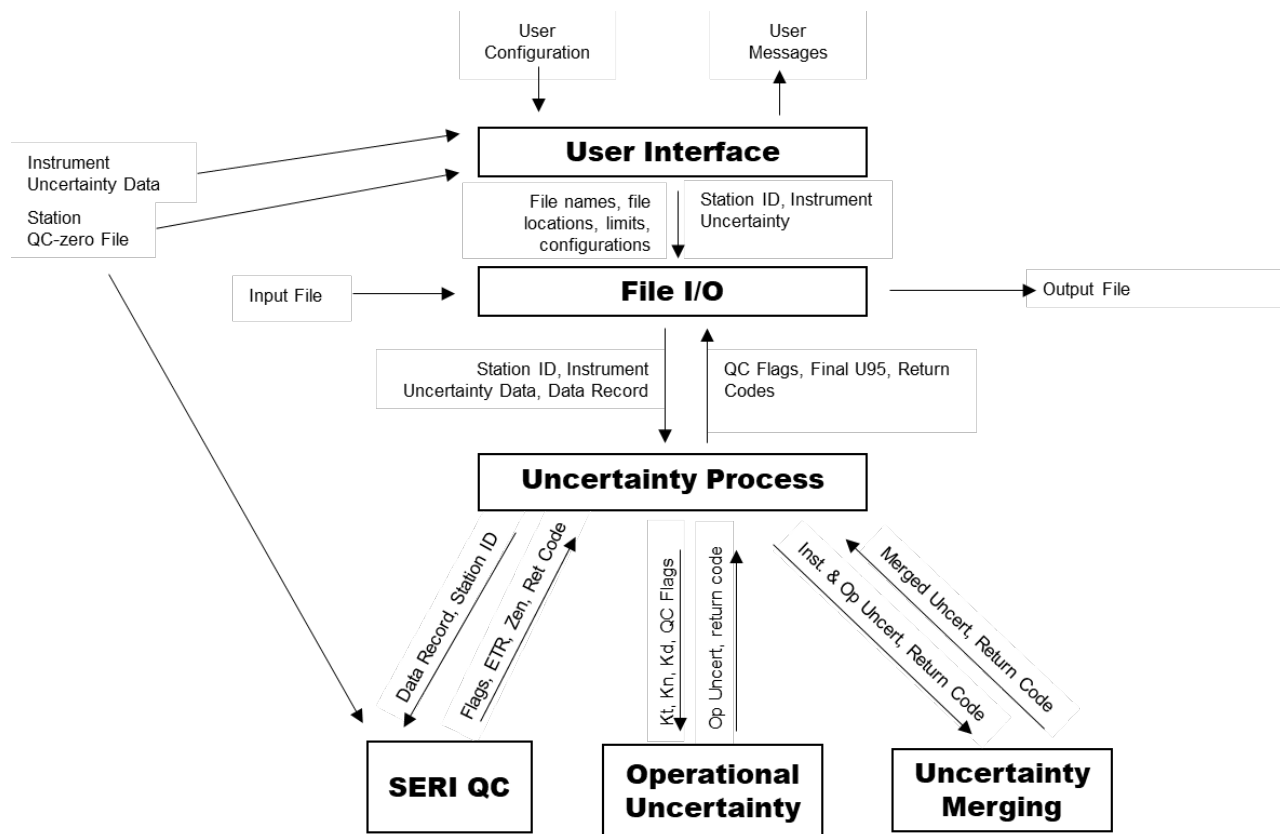 User
Configuration
User
Messages
Instrument
Uncertainty Data
Station
QC-zero File
User Interface
File names, file
locations, limits,
configurations
Station ID, Instrument
Uncertainty
Input File
File I/O
Output File
Station ID, Instrument
Uncertainty Data, Data Record
QC Flags, Final U95, Return
Codes
Uncertainty Process
Data Record, Station ID
Flags, ETR, Zen, Ret Code
Kt, Kn, Kd, QC Flags
Op Uncert, return code
Inst. & Op Uncert, Return Code
Merged Uncert, Return Code
SERI QC
Operational
Uncertainty
Uncertainty
Merging